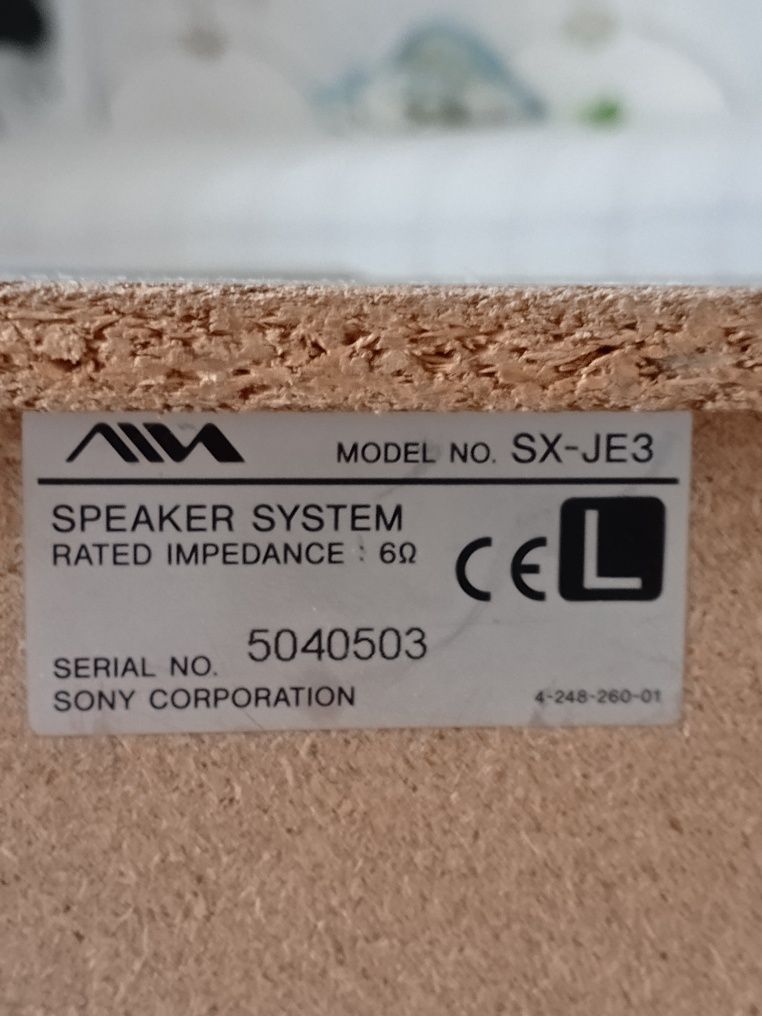 AIWA MODEL NO. SX-JE3
SPEAKER SYSTEM
RATED IMPEDANCE : 6Ω
CE L
SERIAL NO. 5040503
SONY CORPORATION 4-248-260-01